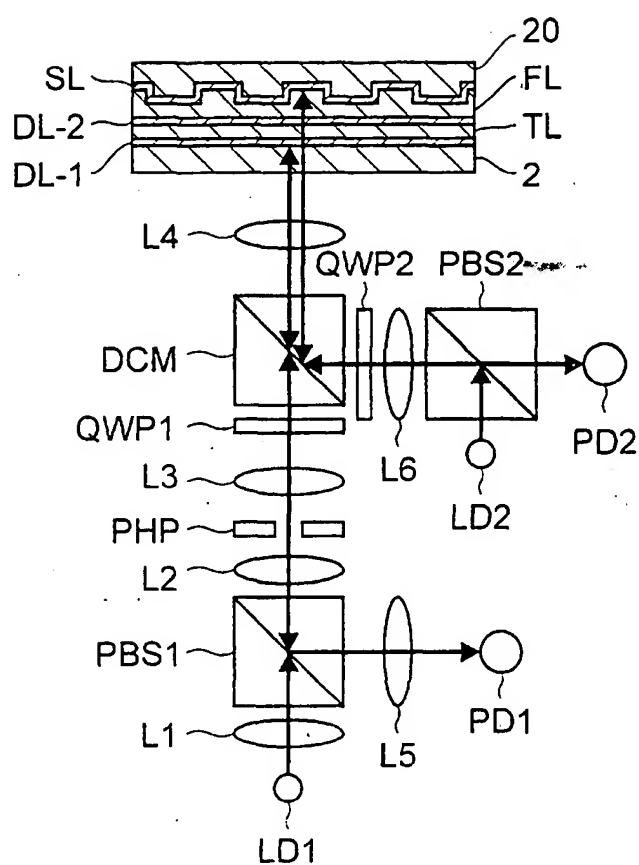 20
SL
FL
DL-2
TL
DL-1
2
L4
QWP2
PBS2
DCM
QWP1
PD2
L6
L3
LD2
PHP
L2
PBS1
PD1
L1
L5
LD1